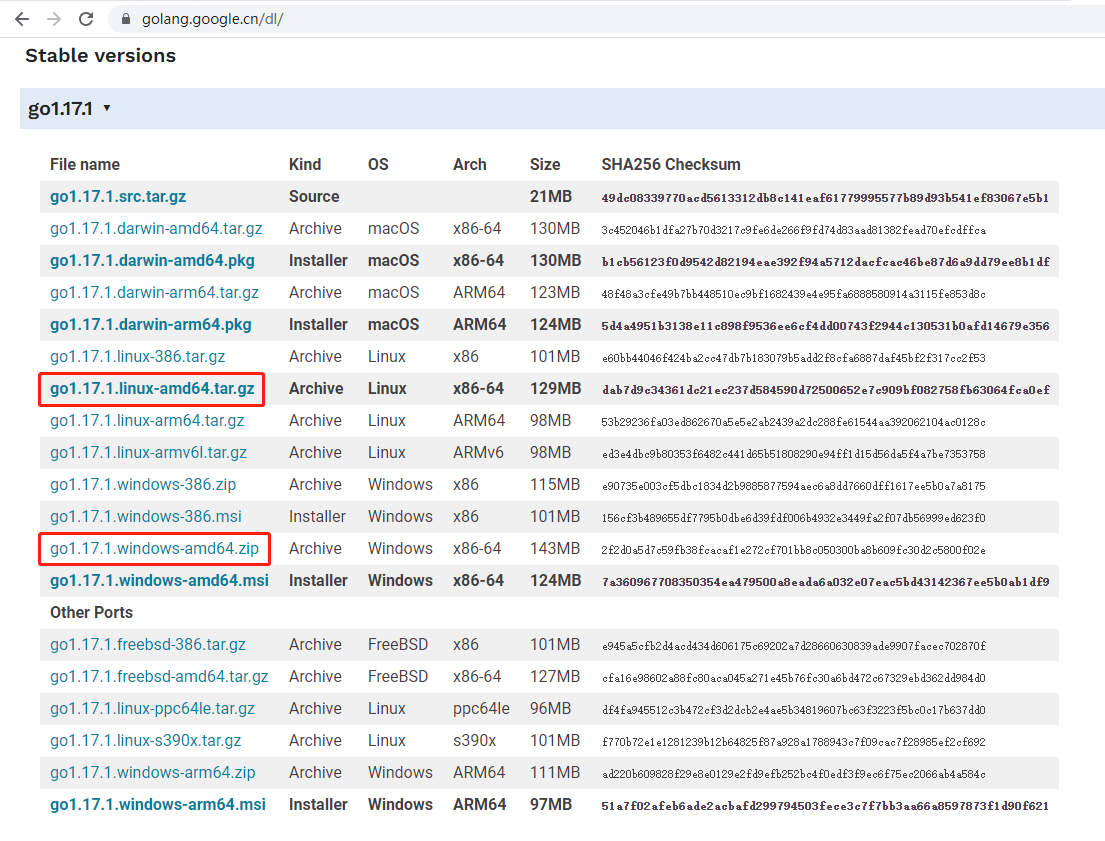 golang.google.cn/dl/
Stable versions
go1.17.1 ▾
File name Kind OS Arch Size SHA256 Checksum
go1.17.1.src.tar.gz Source 21MB 49dc08339770acd5613312db8c141eaf61779995577b89d93b541ef83067e5b1
go1.17.1.darwin-amd64.tar.gz Archive macOS x86-64 130MB 3c452046b1dfa27b70d3217c9fe6de266f9fd74d83aad81382fead70efcdffca
go1.17.1.darwin-amd64.pkg Installer macOS x86-64 130MB b1cb56123f0d9542d82194eae392f94a5712dacfcac46be87d6a9dd79ee8b1df
go1.17.1.darwin-arm64.tar.gz Archive macOS ARM64 123MB 48f48a3cfe49b7bb448510ec9bf1682439e4e95fa6888580914a3115fe853d8c
go1.17.1.darwin-arm64.pkg Installer macOS ARM64 124MB 5d4a4951b3138e11c898f9536ee6cf4dd00743f2944c130531b0afd14679e356
go1.17.1.linux-386.tar.gz Archive Linux x86 101MB e60bb44046f424ba2cc47db7b183079b5add2f8cfa6887daf45bf2f317cc2f53
go1.17.1.linux-amd64.tar.gz Archive Linux x86-64 129MB dab7d9c34361dc21ec237d584590d72500652e7c909bf082758fb63064fca0ef
go1.17.1.linux-arm64.tar.gz Archive Linux ARM64 98MB 53b29236fa03ed862670a5e5e2ab2439a2dc288fe61544aa392062104ac0128c
go1.17.1.linux-armv6l.tar.gz Archive Linux ARMv6 98MB ed3e4dbc9b80353f6482c441d65b51808290e94ff1d15d56da5f4a7be7353758
go1.17.1.windows-386.zip Archive Windows x86 115MB e90735e003cf5dbc1834d2b9885877594aec6a8dd7660dff1617ee5b0a7a8175
go1.17.1.windows-386.msi Installer Windows x86 101MB 156cf3b489655df7795b0dbe6d39fdf006b4932e3449fa2f07db56999ed623f0
go1.17.1.windows-amd64.zip Archive Windows x86-64 143MB 2f2d0a5d7c59fb38fcacaf1e272cf701bb8c050300ba8b609fc30d2c5800f02e
go1.17.1.windows-amd64.msi Installer Windows x86-64 124MB 7a360967708350354ea479500a8eada6a032e07eac5bd43142367ee5b0ab1df9
Other Ports
go1.17.1.freebsd-386.tar.gz Archive FreeBSD x86 101MB e945a5cfb2d4acd434d606175c69202a7d28660630839ade9907facec702870f
go1.17.1.freebsd-amd64.tar.gz Archive FreeBSD x86-64 127MB cfa16e98602a88fc80aca045a271e45b76fc30a6bd472c67329ebd362dd984d0
go1.17.1.linux-ppc64le.tar.gz Archive Linux ppc64le 96MB df4fa945512c3b472cf3d2dcb2e4ae5b34819607bc63f3223f5bc0c17b637dd0
go1.17.1.linux-s390x.tar.gz Archive Linux s390x 101MB f770b72e1e1281239b12b64825f87a928a1788943c7f09cac7f28985ef2cf692
go1.17.1.windows-arm64.zip Archive Windows ARM64 111MB ad220b609828f29e8e0129e2fd9efb252bc4f0edf3f9ec6f75ec2066ab4a584c
go1.17.1.windows-arm64.msi Installer Windows ARM64 97MB 51a7f02afeb6ade2acbafd299794503fece3c7f7bb3aa66a8597873f1d90f621